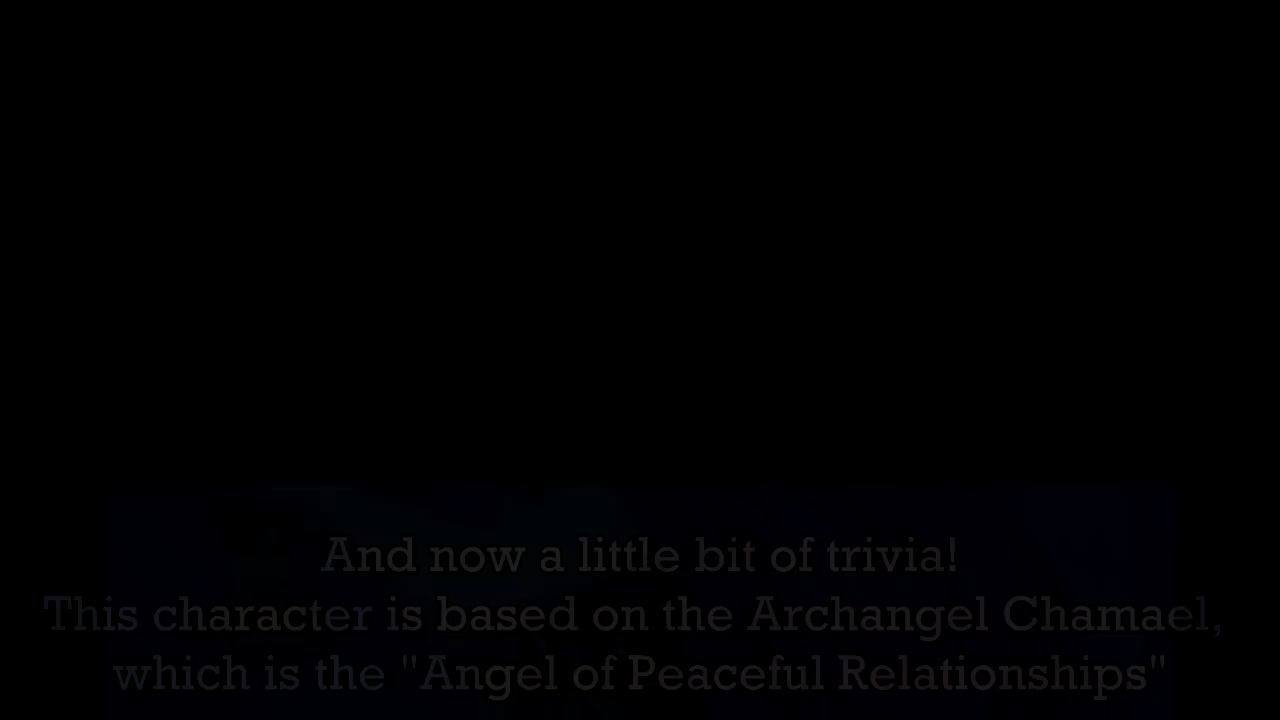 And now a little bit of trivia!
This character is based on the Archangel Chamael,
which is the "Angel of Peaceful Relationships"